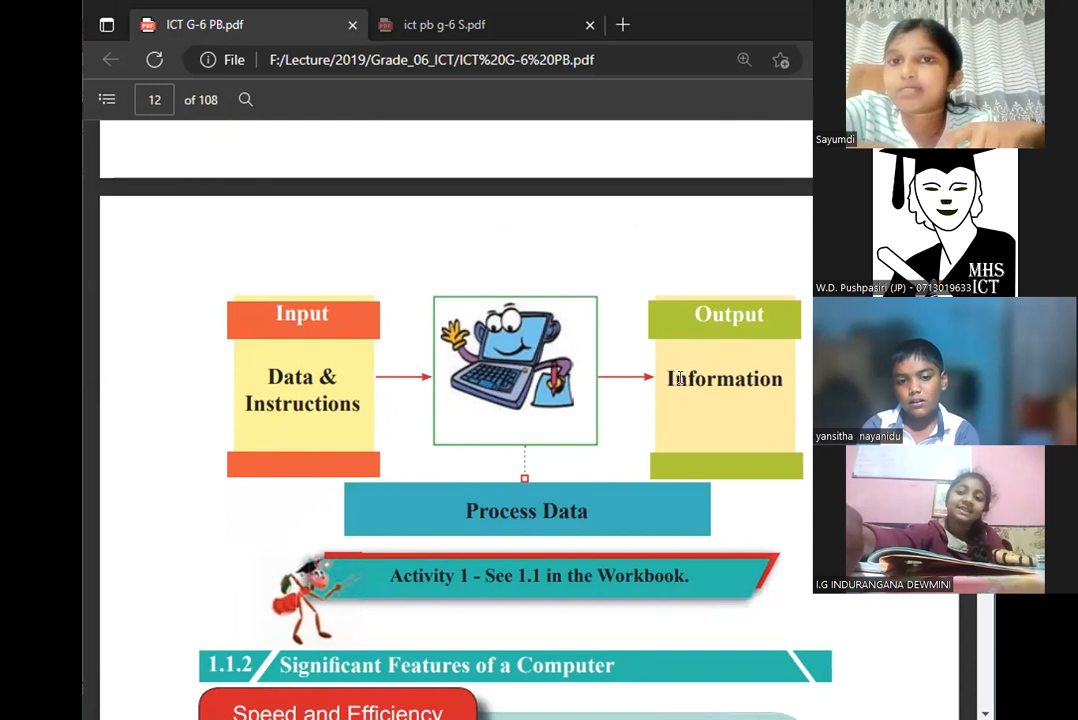 ICT G-6 PB.pdf
ict pb g-6 S.pdf
File
F:/Lecture/2019/Grade_06_ICT/ICT%20G-6%20PB.pdf
12 of 108
Input
Data &
Instructions
Output
Information
Process Data
Activity 1 - See 1.1 in the Workbook.
1.1.2 Significant Features of a Computer
Speed and Efficiency
Sayumdi
MHS
ICT
W.D. Pushpasiri (JP) - 0713019633
yansitha nayanidu
I.G INDURANGANA DEWMINI